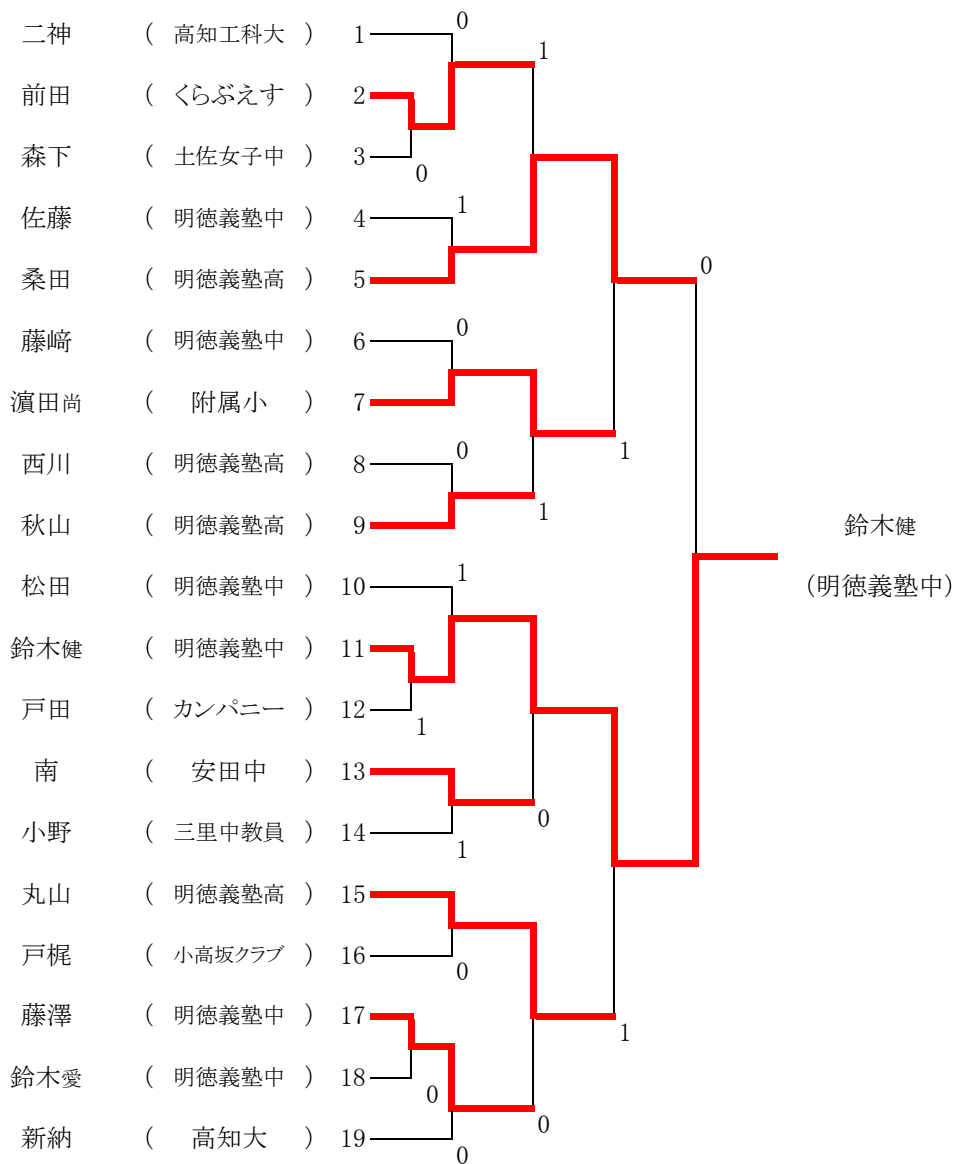 二神 ( 高知工科大 ) 1 0
1
前田 ( くらぶえす ) 2
森下 ( 土佐女子中 ) 3 0
佐藤 ( 明徳義塾中 ) 4 1
桑田 ( 明徳義塾高 ) 5 0
藤﨑 ( 明徳義塾中 ) 6 0
濵田尚 ( 附属小 ) 7
1
西川 ( 明徳義塾高 ) 8 0
秋山 ( 明徳義塾高 ) 9 1
鈴木健
(明徳義塾中)
松田 ( 明徳義塾中 ) 10 1
鈴木健 ( 明徳義塾中 ) 11
戸田 ( カンパニー ) 12 1
南 ( 安田中 ) 13
0
小野 ( 三里中教員 ) 14 1
丸山 ( 明徳義塾高 ) 15
戸梶 ( 小高坂クラブ ) 16 0
藤澤 ( 明徳義塾中 ) 17 1
鈴木愛 ( 明徳義塾中 ) 18 0
0
新納 ( 高知大 ) 19 0